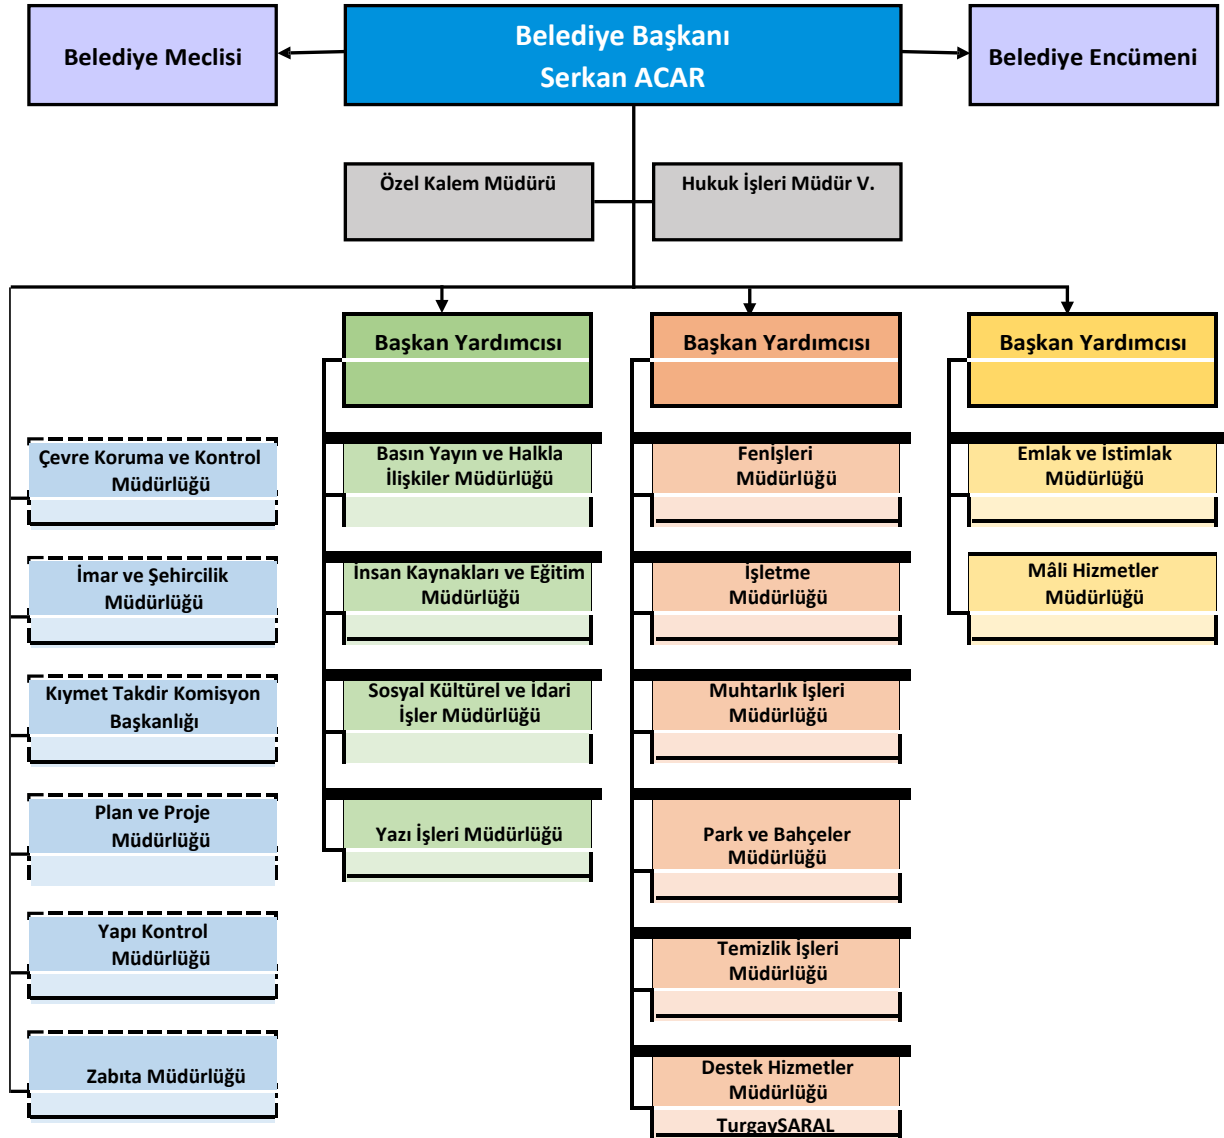 Belediye Meclisi
Belediye Başkanı
Serkan ACAR
Belediye Encümeni
Özel Kalem Müdürü
Hukuk İşleri Müdür V.
Başkan Yardımcısı
Başkan Yardımcısı
Başkan Yardımcısı
Çevre Koruma ve Kontrol
Müdürlüğü
İmar ve Şehircilik
Müdürlüğü
Kıymet Takdir Komisyon
Başkanlığı
Plan ve Proje
Müdürlüğü
Yapı Kontrol
Müdürlüğü
Zabıta Müdürlüğü
Basın Yayın ve Halkla
İlişkiler Müdürlüğü
İnsan Kaynakları ve Eğitim
Müdürlüğü
Sosyal Kültürel ve İdari
İşler Müdürlüğü
Yazı İşleri Müdürlüğü
Fenİşleri
Müdürlüğü
İşletme
Müdürlüğü
Muhtarlık İşleri
Müdürlüğü
Park ve Bahçeler
Müdürlüğü
Temizlik İşleri
Müdürlüğü
Destek Hizmetler
Müdürlüğü
TurgaySARAL
Emlak ve İstimlak
Müdürlüğü
Mâli Hizmetler
Müdürlüğü